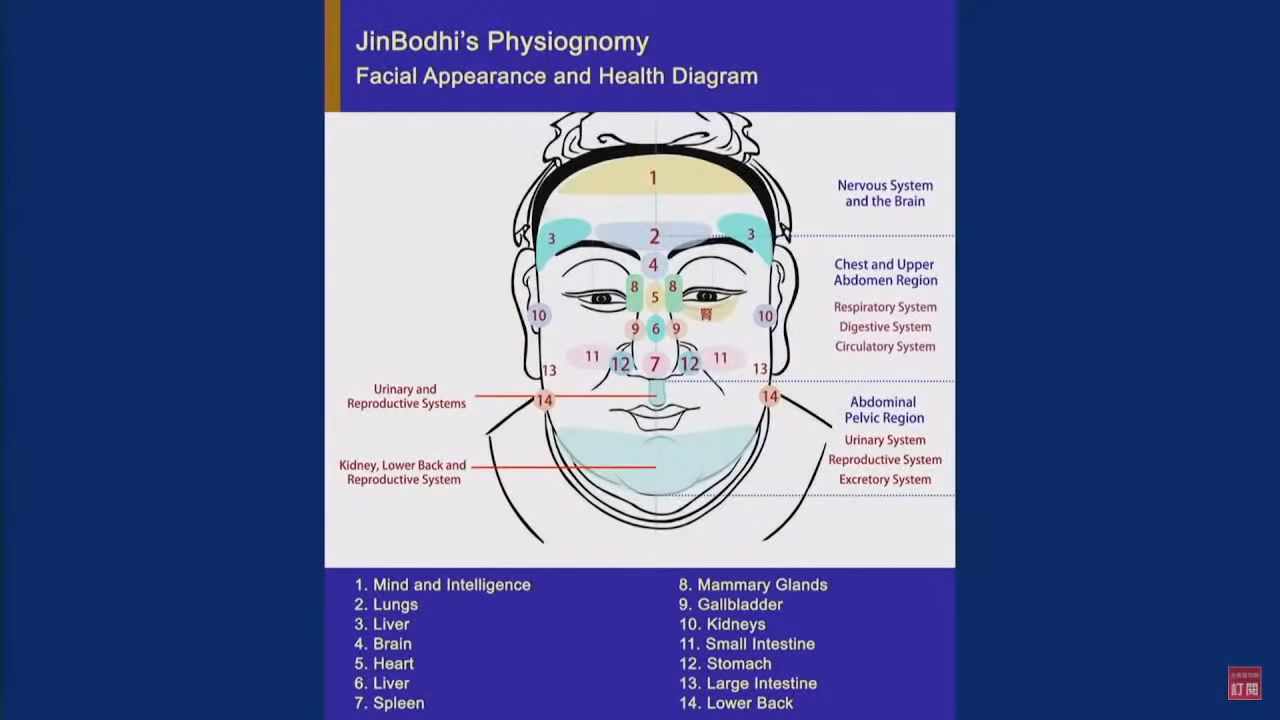 JinBodhi's Physiognomy
Facial Appearance and Health Diagram
1
2
3
3
4
8
5
8
腎
10
9
6
9
10
11
12
7
12
11
13
13
14
14
Nervous System
and the Brain
Chest and Upper
Abdomen Region
Respiratory System
Digestive System
Circulatory System
Urinary and
Reproductive Systems
Abdominal
Pelvic Region
Urinary System
Reproductive System
Excretory System
Kidney, Lower Back and
Reproductive System
1. Mind and Intelligence
2. Lungs
3. Liver
4. Brain
5. Heart
6. Liver
7. Spleen
8. Mammary Glands
9. Gallbladder
10. Kidneys
11. Small Intestine
12. Stomach
13. Large Intestine
14. Lower Back
訂閱